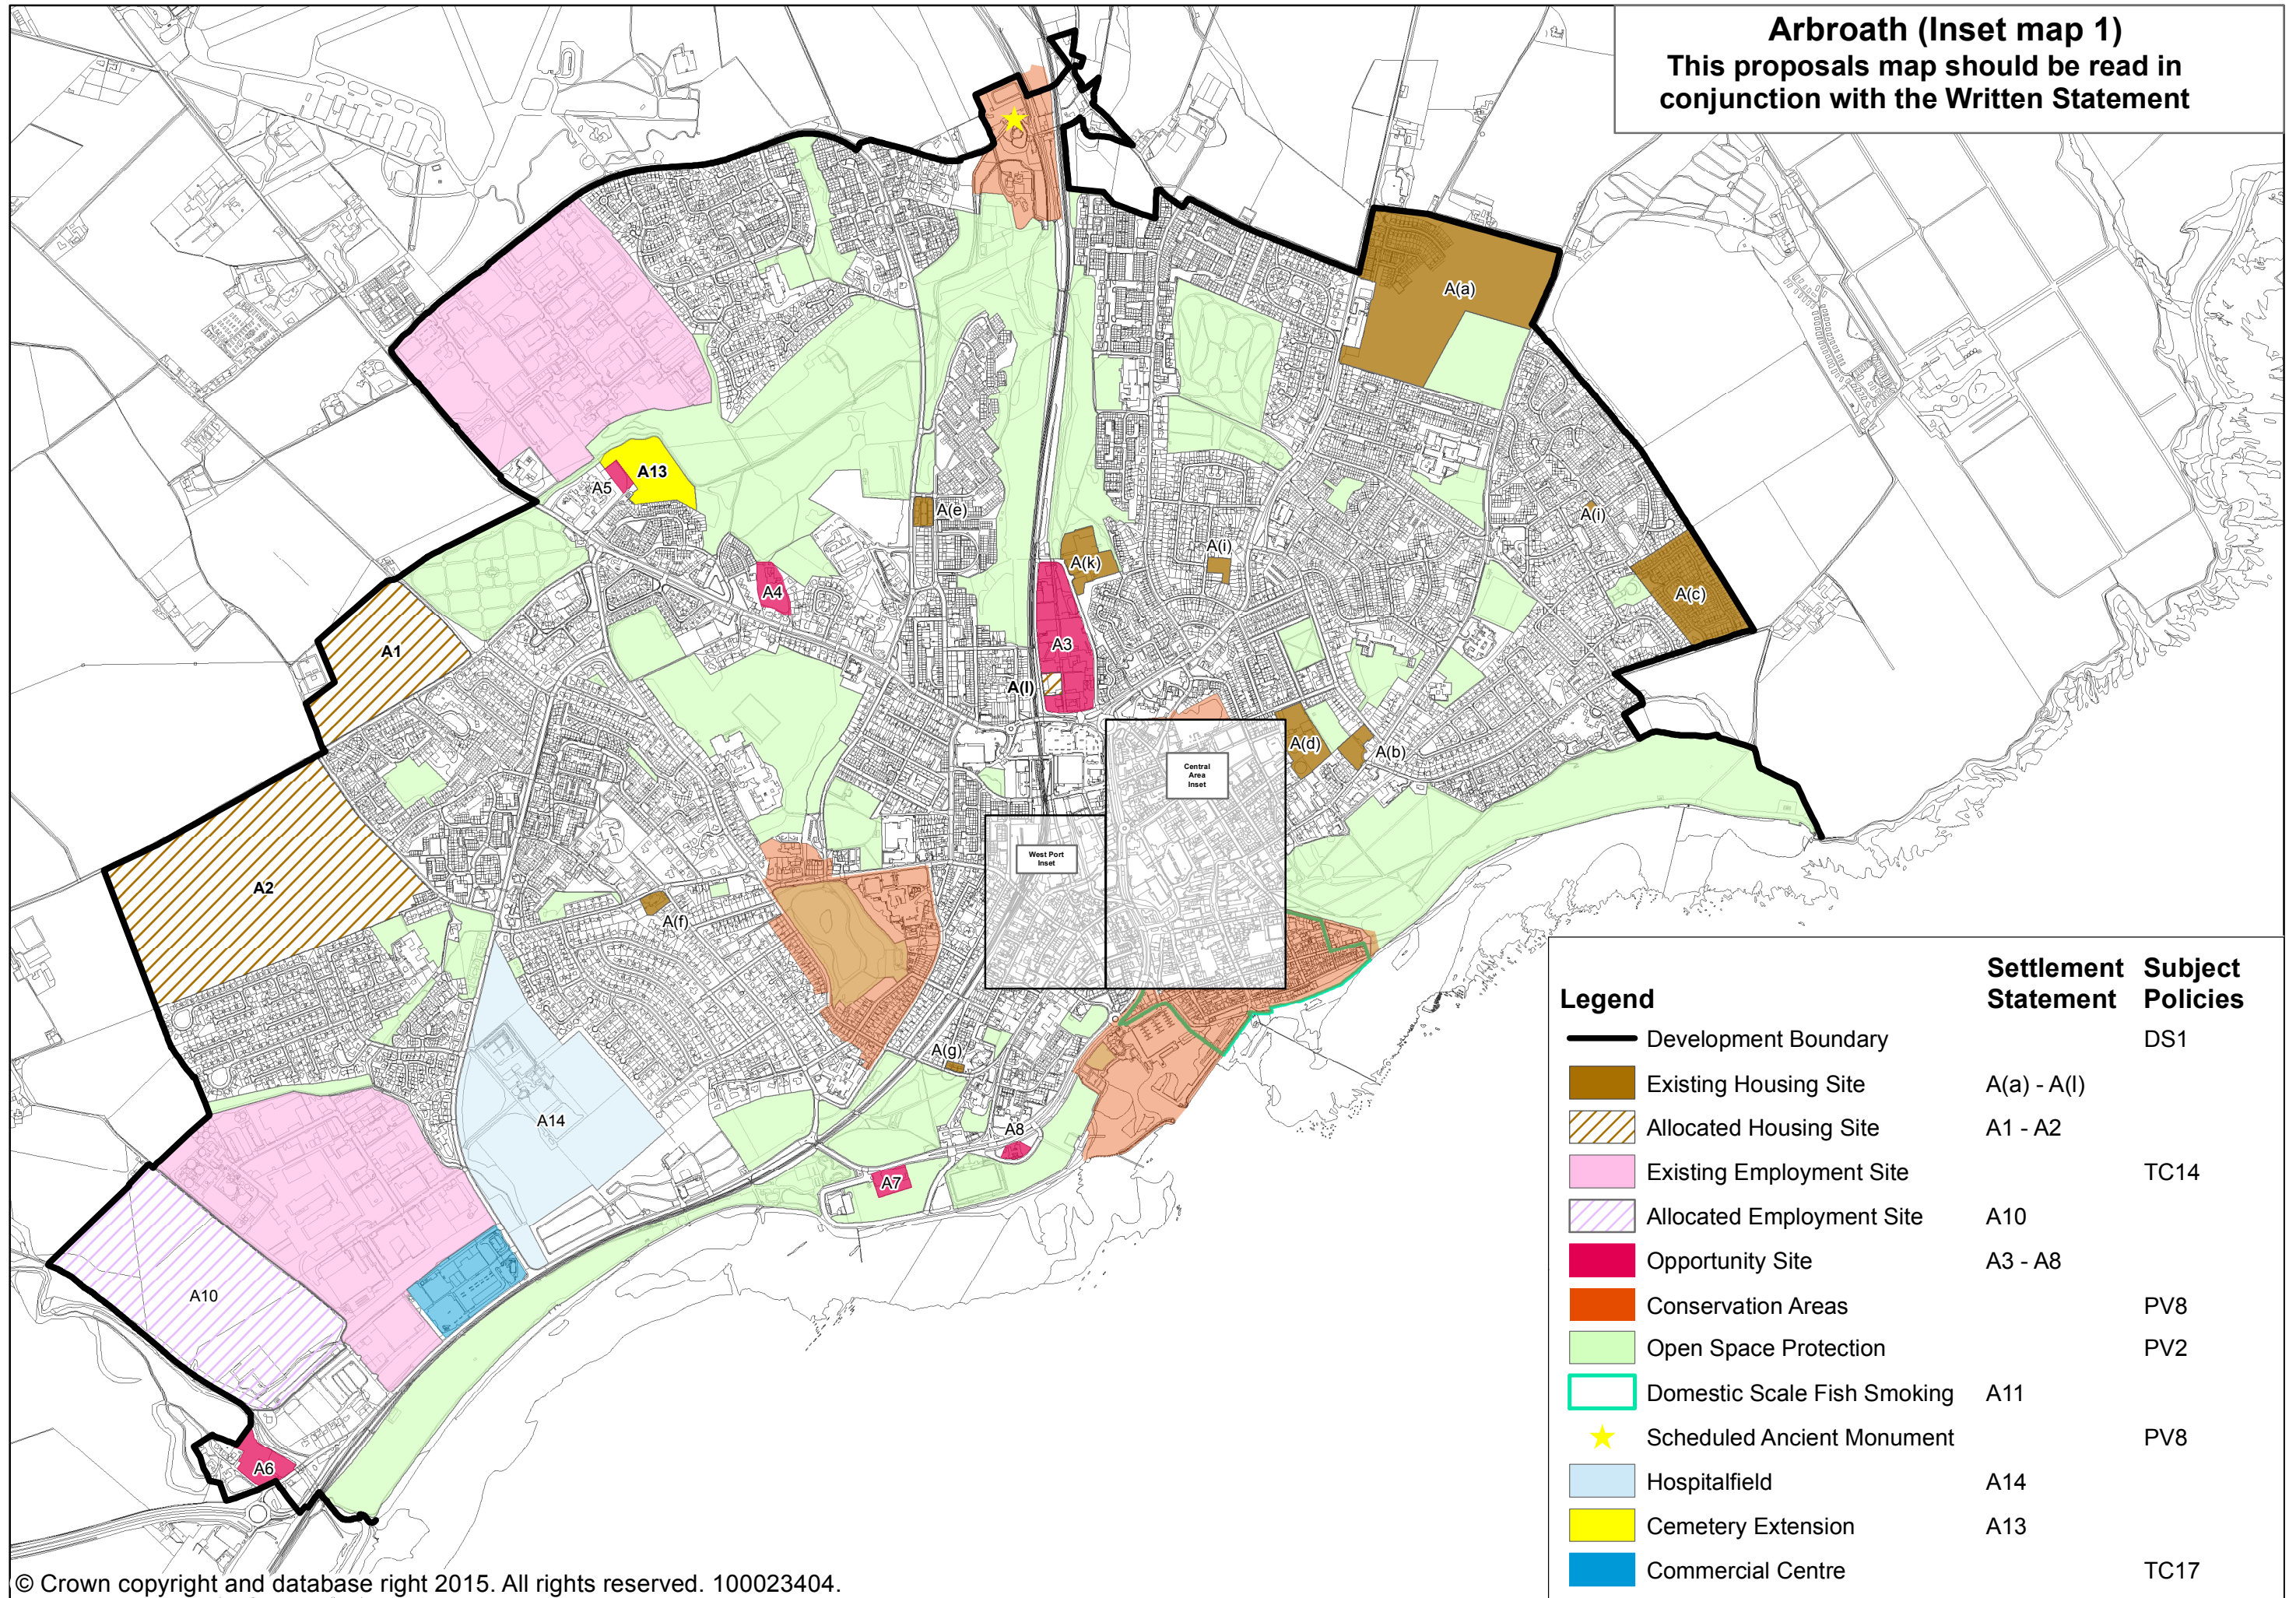 Arbroath (Inset map 1)
This proposals map should be read in
conjunction with the Written Statement
A(a)
A13
A5
A(e)
A(i)
A(i)
A(k)
A4
A(c)
A3
A1
A(l)
A(d)
A(b)
Central
Area
Inset
West Port
Inset
A2
A(f)
A(g)
A14
A8
A7
A10
A6
Legend
Settlement Statement
Subject Policies
Development Boundary DS1
Existing Housing Site A(a) - A(l)
Allocated Housing Site A1 - A2
Existing Employment Site TC14
Allocated Employment Site A10
Opportunity Site A3 - A8
Conservation Areas PV8
Open Space Protection PV2
Domestic Scale Fish Smoking A11
Scheduled Ancient Monument PV8
Hospitalfield A14
Cemetery Extension A13
Commercial Centre TC17
© Crown copyright and database right 2015. All rights reserved. 100023404.